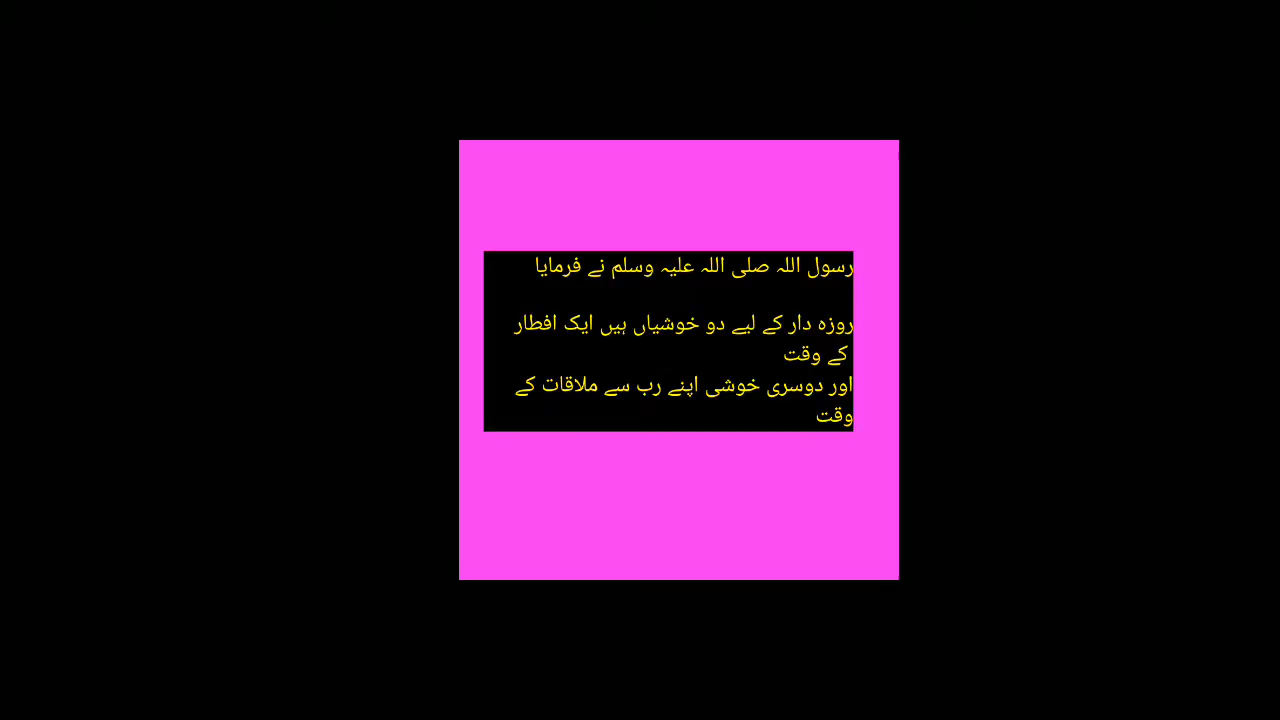 رسول اللہ صلی اللہ علیہ وسلم نے فرمایا
روزہ دار کے لیے دو خوشیاں ہیں ایک افطار
کے وقت
اور دوسری خوشی اپنے رب سے ملاقات کے
وقت